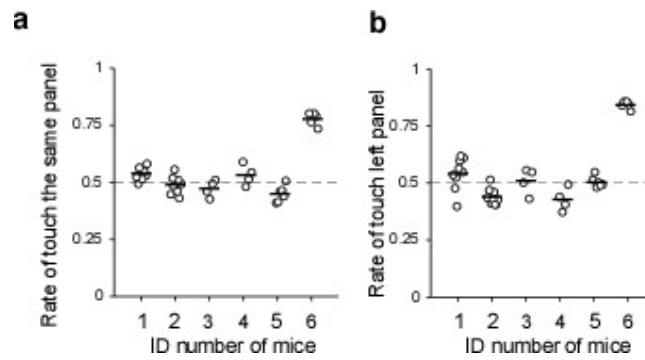 a
Rate of touch the same panel
1
0.75
0.5
0.25
0
1 2 3 4 5 6
ID number of mice
b
Rate of touch left panel
1
0.75
0.5
0.25
0
1 2 3 4 5 6
ID number of mice